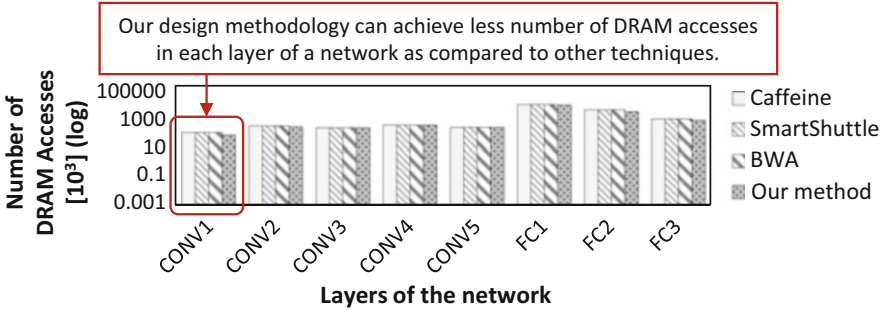 Our design methodology can achieve less number of DRAM accesses
in each layer of a network as compared to other techniques.
Number of
DRAM Accesses
[10³] (log)
100000
1000
10
0.1
0.001
CONV1
CONV2
CONV3
CONV4
CONV5
FC1
FC2
FC3
Layers of the network
Caffeine
SmartShuttle
BWA
Our method